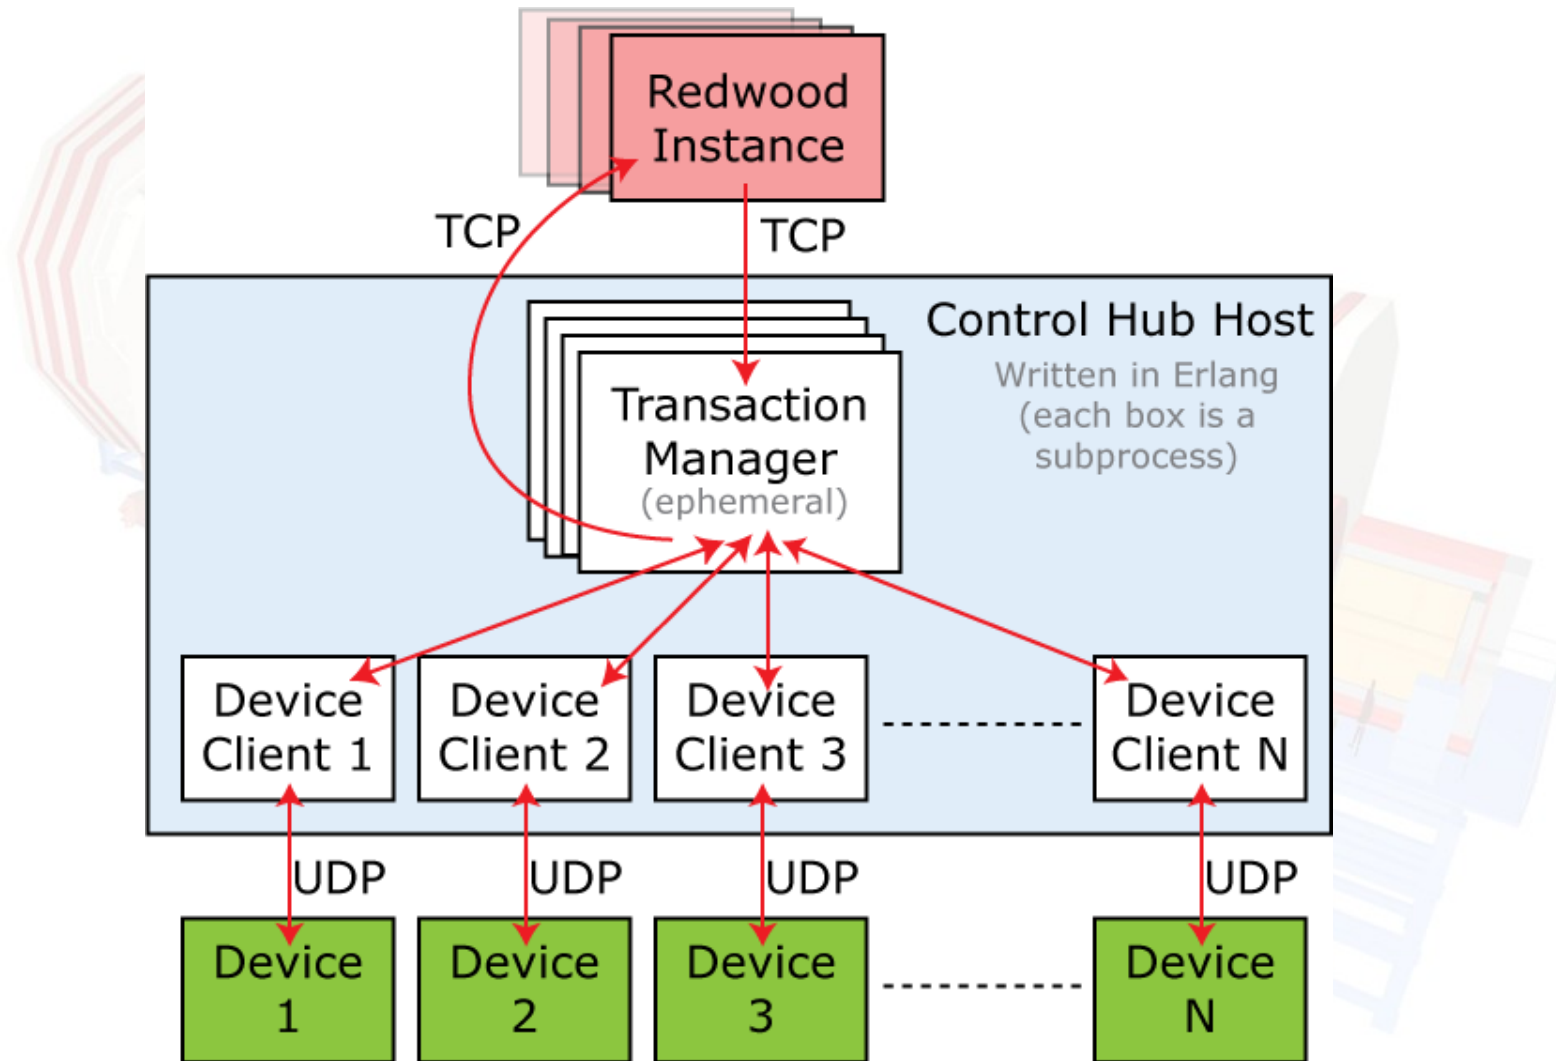 Redwood
Instance
TCP
TCP
Control Hub Host
Written in Erlang
(each box is a
subprocess)
Transaction
Manager
(ephemeral)
Device
Client 1
Device
Client 2
Device
Client 3
Device
Client N
UDP
UDP
UDP
UDP
Device
1
Device
2
Device
3
Device
N